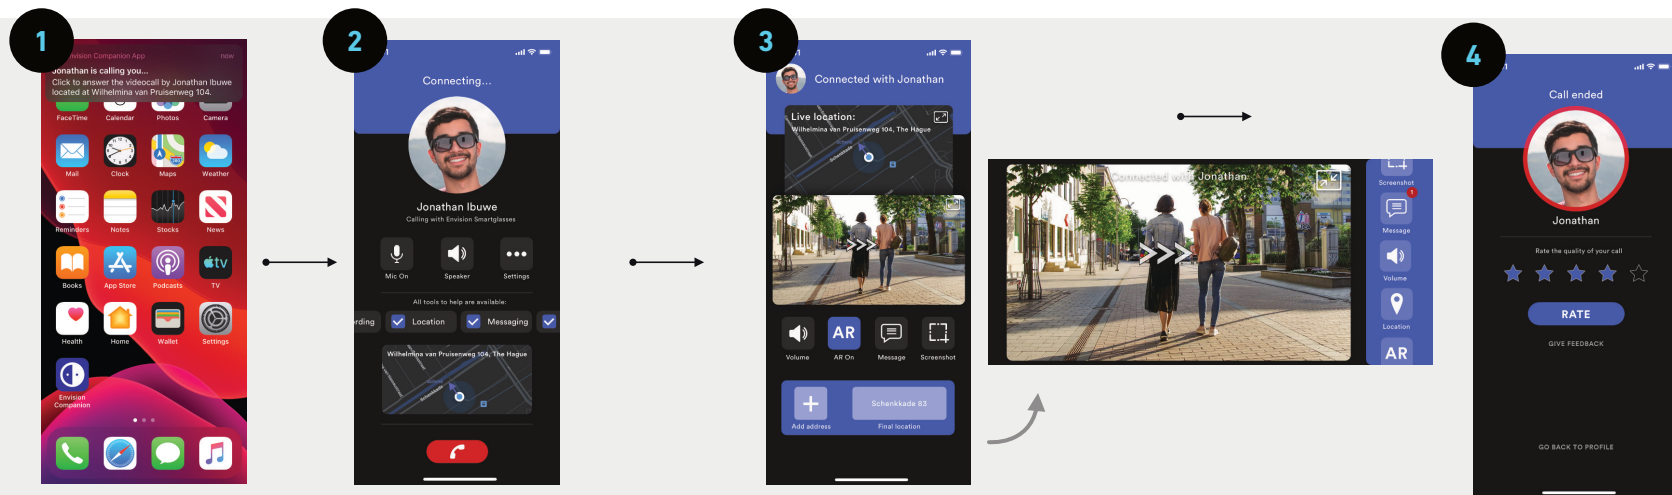 1
Envision Companion App
now
Jonathan is calling you...
Click to answer the videocall by Jonathan Ibuwe
located at Wilhelmina van Pruisenweg 104.
FaceTime
Calendar
Photos
Camera
Mail
Clock
Maps
Weather
Reminders
Notes
Stocks
News
Books
App Store
Podcasts
tv
TV
Health
Home
Wallet
Settings
Envision
Companion
2
Connecting...
Jonathan Ibuwe
Calling with Envision Smartglasses
Mic On
Speaker
Settings
All tools to help are available:
rding
Location
Messaging
Wilhelmina van Pruisenweg 104, The Hague
Schenkkade
3
Connected with Jonathan
Live location:
Wilhelmina van Pruisenweg 104, The Hague
Schenkkade
AR
Volume
AR On
Message
Screenshot
Schenkkade 83
Add address
Final location
Connected with Jonathan
Screenshot
1
Message
Volume
Location
AR
4
Call ended
Jonathan
Rate the quality of your call
RATE
GIVE FEEDBACK
GO BACK TO PROFILE